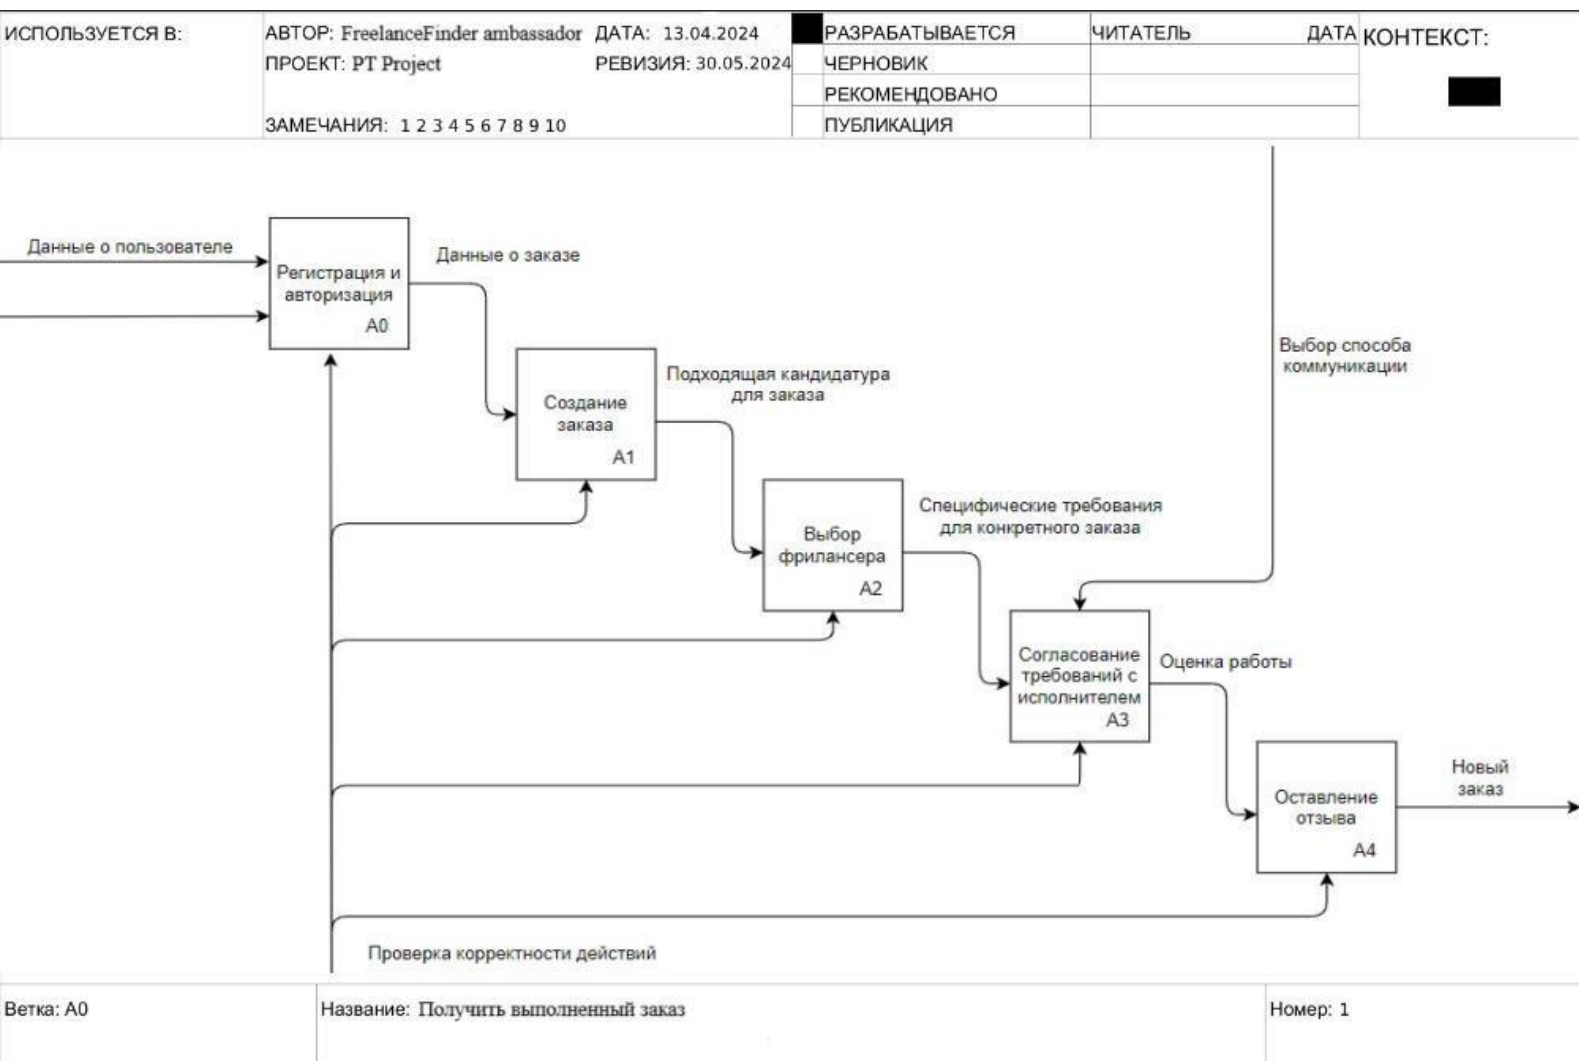 ИСПОЛЬЗУЕТСЯ В:
АВТОР: FreelanceFinder ambassador
ДАТА: 13.04.2024
ПРОЕКТ: PT Project
РЕВИЗИЯ: 30.05.2024
ЗАМЕЧАНИЯ: 1 2 3 4 5 6 7 8 9 10
РАЗРАБАТЫВАЕТСЯ
ЧЕРНОВИК
РЕКОМЕНДОВАНО
ПУБЛИКАЦИЯ
ЧИТАТЕЛЬ
ДАТА
КОНТЕКСТ:
Данные о пользователе
Регистрация и
авторизация
A0
Данные о заказе
Создание
заказа
A1
Подходящая кандидатура
для заказа
Выбор
фрилансера
A2
Специфические требования
для конкретного заказа
Выбор способа
коммуникации
Согласование
требований с
исполнителем
A3
Оценка работы
Оставление
отзыва
A4
Новый
заказ
Проверка корректности действий
Ветка: A0
Название: Получить выполненный заказ
Номер: 1